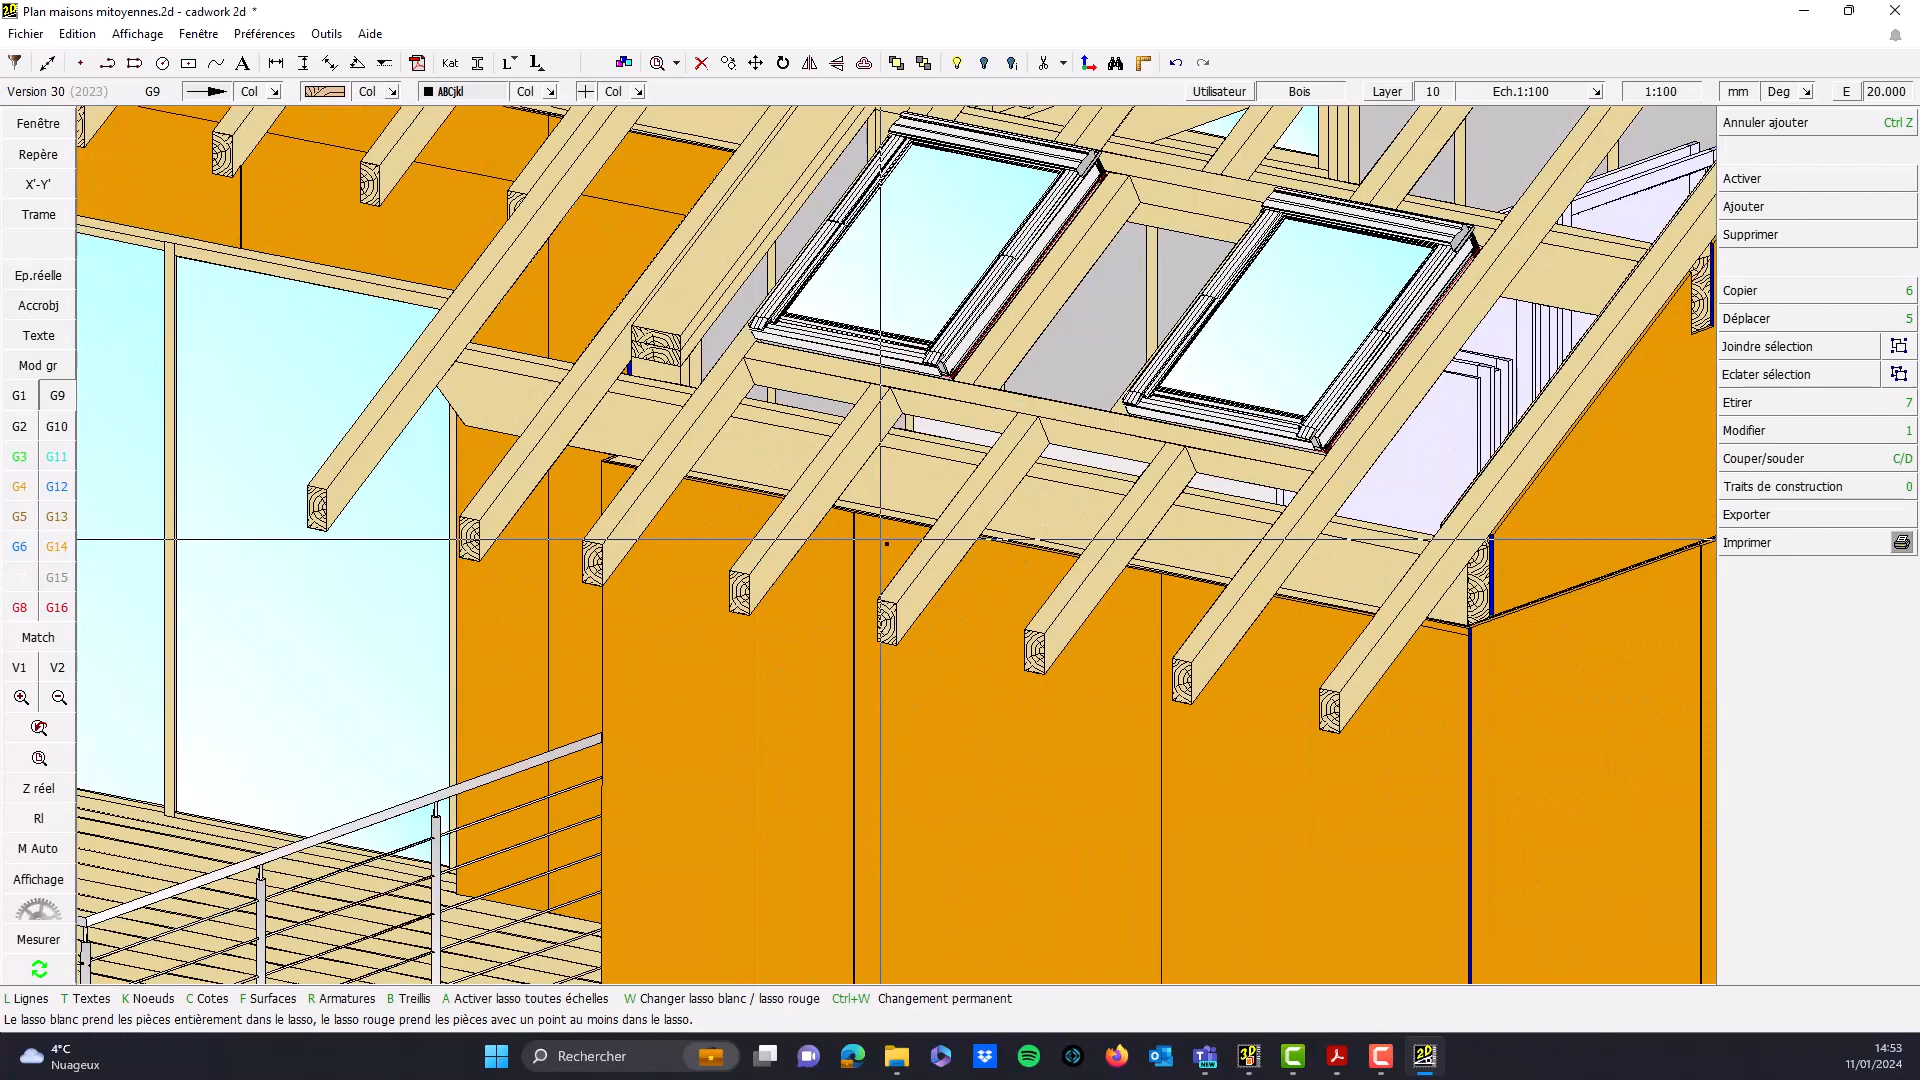 Plan maisons mitoyennes.2d - cadwork 2d *
Fichier Edition Affichage Fenêtre Préférences Outils Aide
Kat
Version 30 (2023) G9 Col Col ABCjkl Col Col Utilisateur Bois Layer 10 Ech.1:100 1:100 mm Deg E 20.000
Fenêtre
Repère
X'-Y'
Trame
Ep.réelle
Accrobj
Texte
Mod gr
G1 G9
G2 G10
G3 G11
G4 G12
G5 G13
G6 G14
G15
G8 G16
Match
V1 V2
Z réel
Rl
M Auto
Affichage
Mesurer
Annuler ajouter Ctrl Z
Activer
Ajouter
Supprimer
Copier 6
Déplacer 5
Joindre sélection
Eclater sélection
Etirer 7
Modifier 1
Couper/souder C/D
Traits de construction 0
Exporter
Imprimer
L Lignes T Textes K Noeuds C Cotes F Surfaces R Armatures B Treillis A Activer lasso toutes échelles W Changer lasso blanc / lasso rouge Ctrl+W Changement permanent
Le lasso blanc prend les pièces entièrement dans le lasso, le lasso rouge prend les pièces avec un point au moins dans le lasso.
4°C
Nuageux
Rechercher
14:53
11/01/2024